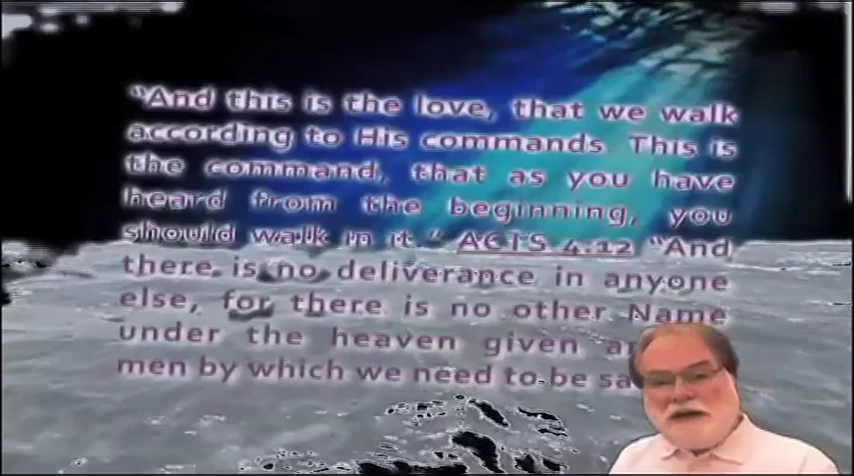 “And this is the love, that we walk
according to His commands. This is
the command, that as you have
heard from the beginning, you
should walk in it.” ACTS 4:12 “And
there is no deliverance in anyone
else, for there is no other Name
under the heaven given
men by which we need to be